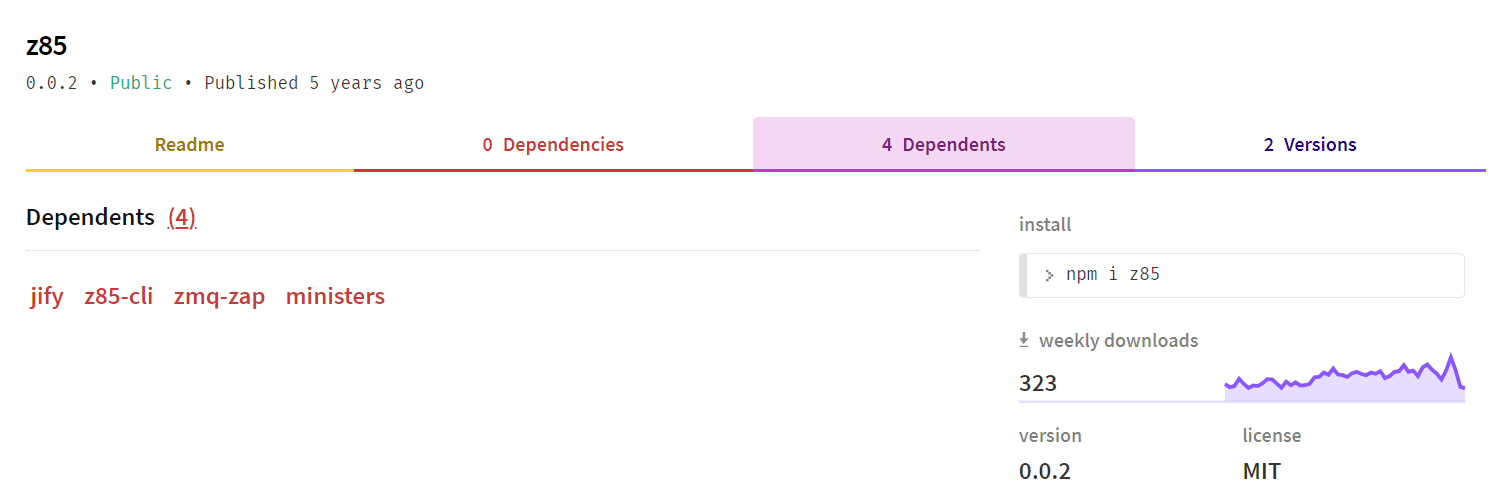 z85
0.0.2 • Public • Published 5 years ago
Readme
0 Dependencies
4 Dependents
2 Versions
Dependents (4)
jify z85-cli zmq-zap ministers
install
> npm i z85
weekly downloads
323
version
0.0.2
license
MIT